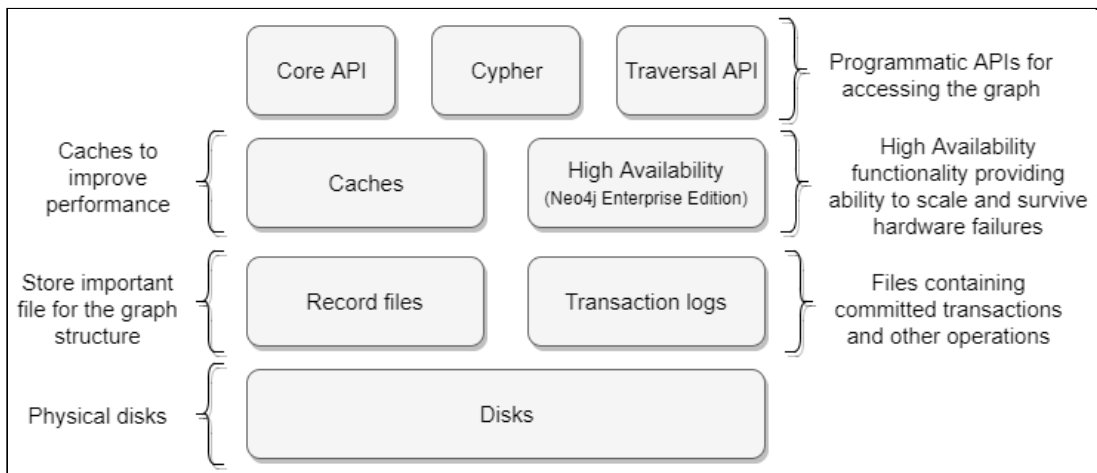 Core API
Cypher
Traversal API
Programmatic APIs for
accessing the graph
Caches to
improve
performance
Caches
High Availability
(Neo4j Enterprise Edition)
High Availability
functionality providing
ability to scale and survive
hardware failures
Store important
file for the graph
structure
Record files
Transaction logs
Files containing
committed transactions
and other operations
Physical disks
Disks